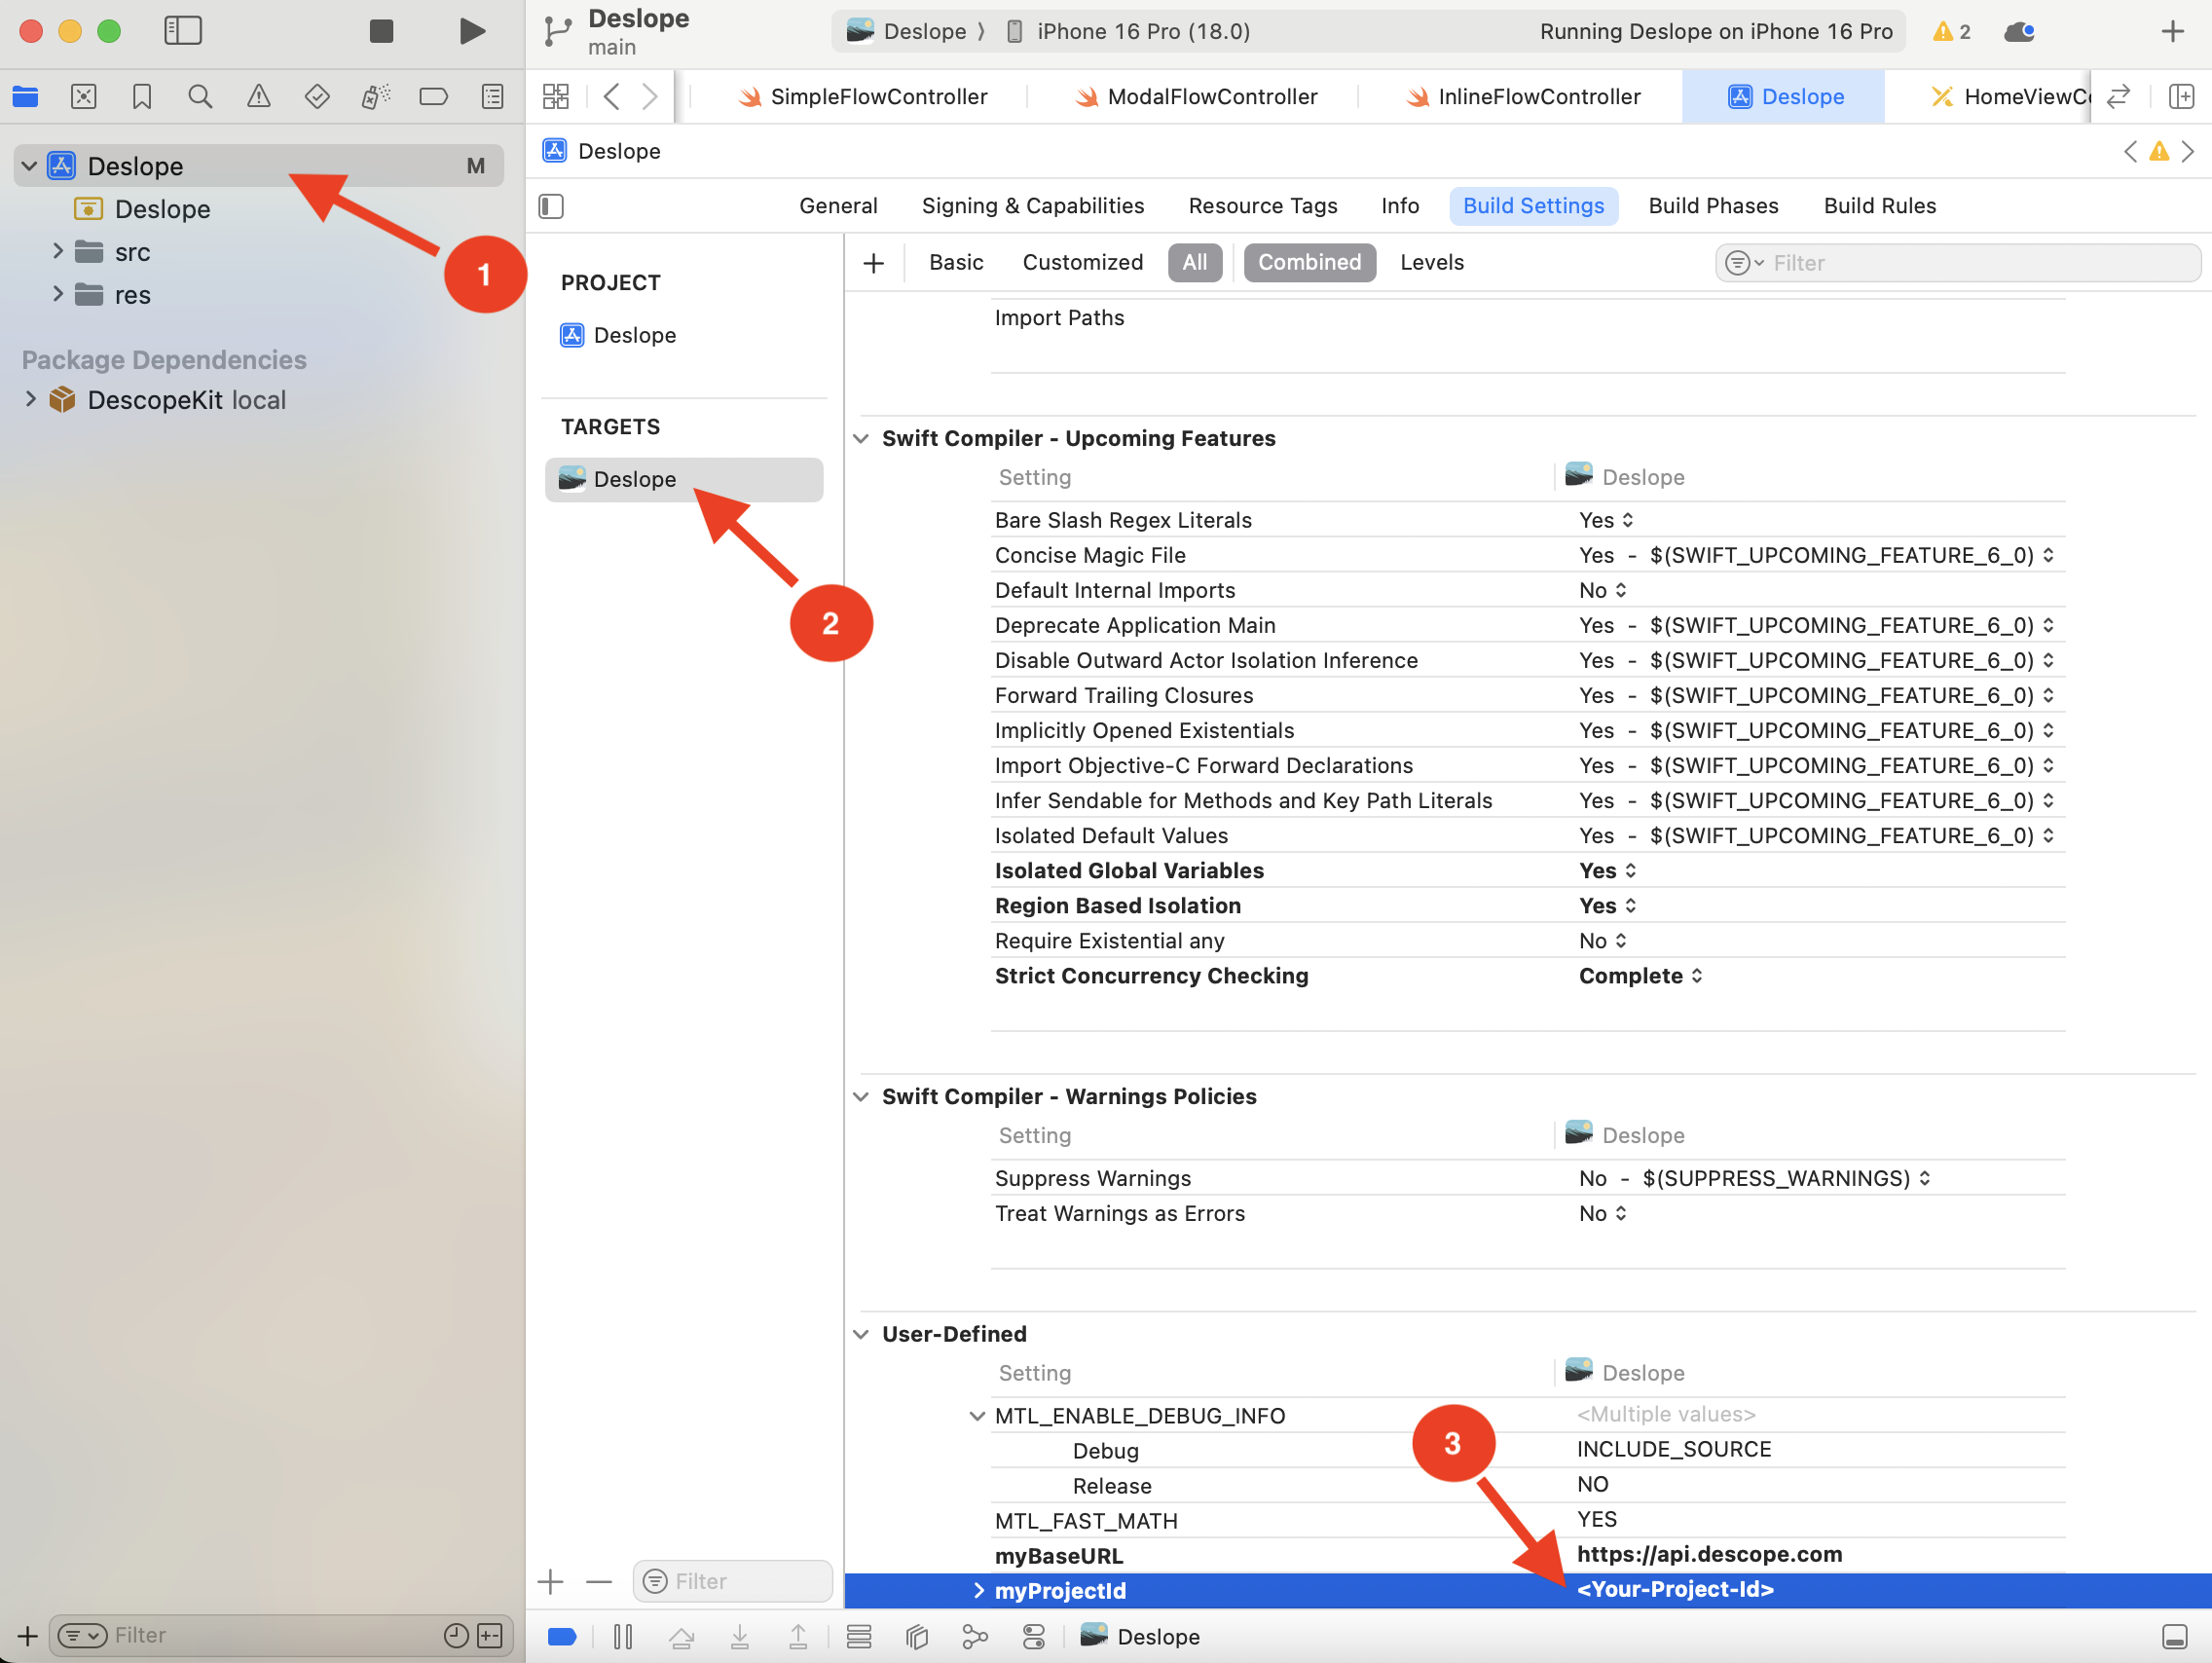 Deslope
main
Deslope
iPhone 16 Pro (18.0)
Running Deslope on iPhone 16 Pro
2
SimpleFlowController
ModalFlowController
InlineFlowController
Deslope
HomeViewCo
Deslope M
Deslope
src
res
Package Dependencies
DescopeKit local
1
Deslope
General
Signing & Capabilities
Resource Tags
Info
Build Settings
Build Phases
Build Rules
PROJECT
Deslope
TARGETS
Deslope
2
Basic
Customized
All
Combined
Levels
Filter
Import Paths
Swift Compiler - Upcoming Features
Setting Deslope
Bare Slash Regex Literals Yes
Concise Magic File Yes - $(SWIFT_UPCOMING_FEATURE_6_0)
Default Internal Imports No
Deprecate Application Main Yes - $(SWIFT_UPCOMING_FEATURE_6_0)
Disable Outward Actor Isolation Inference Yes - $(SWIFT_UPCOMING_FEATURE_6_0)
Forward Trailing Closures Yes - $(SWIFT_UPCOMING_FEATURE_6_0)
Implicitly Opened Existentials Yes - $(SWIFT_UPCOMING_FEATURE_6_0)
Import Objective-C Forward Declarations Yes - $(SWIFT_UPCOMING_FEATURE_6_0)
Infer Sendable for Methods and Key Path Literals Yes - $(SWIFT_UPCOMING_FEATURE_6_0)
Isolated Default Values Yes - $(SWIFT_UPCOMING_FEATURE_6_0)
Isolated Global Variables Yes
Region Based Isolation Yes
Require Existential any No
Strict Concurrency Checking Complete
Swift Compiler - Warnings Policies
Setting Deslope
Suppress Warnings No - $(SUPPRESS_WARNINGS)
Treat Warnings as Errors No
User-Defined
Setting Deslope
MTL_ENABLE_DEBUG_INFO <Multiple values>
Debug INCLUDE_SOURCE
Release NO
MTL_FAST_MATH YES
myBaseURL https://api.descope.com
myProjectId <Your-Project-Id>
3
Filter
Filter
Deslope